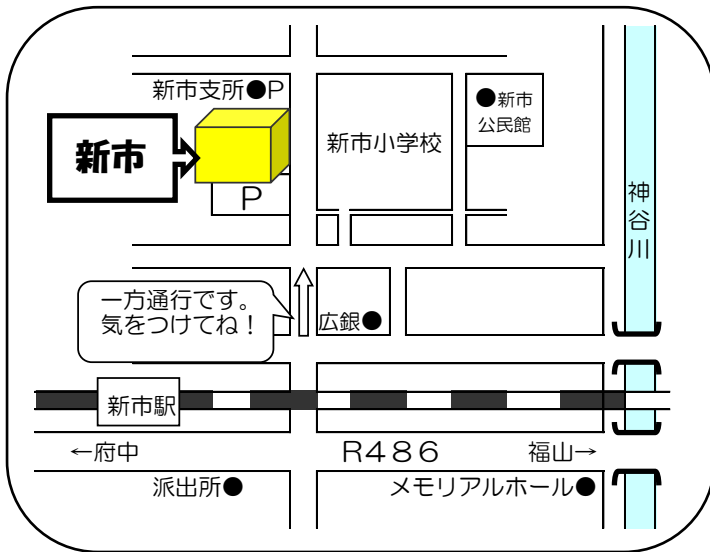 新市支所●P
●新市
公民館
新市小学校
新市
P
神谷川
一方通行です。
気をつけてね！
広銀●
新市駅
←府中
R486
福山→
派出所●
メモリアルホール●